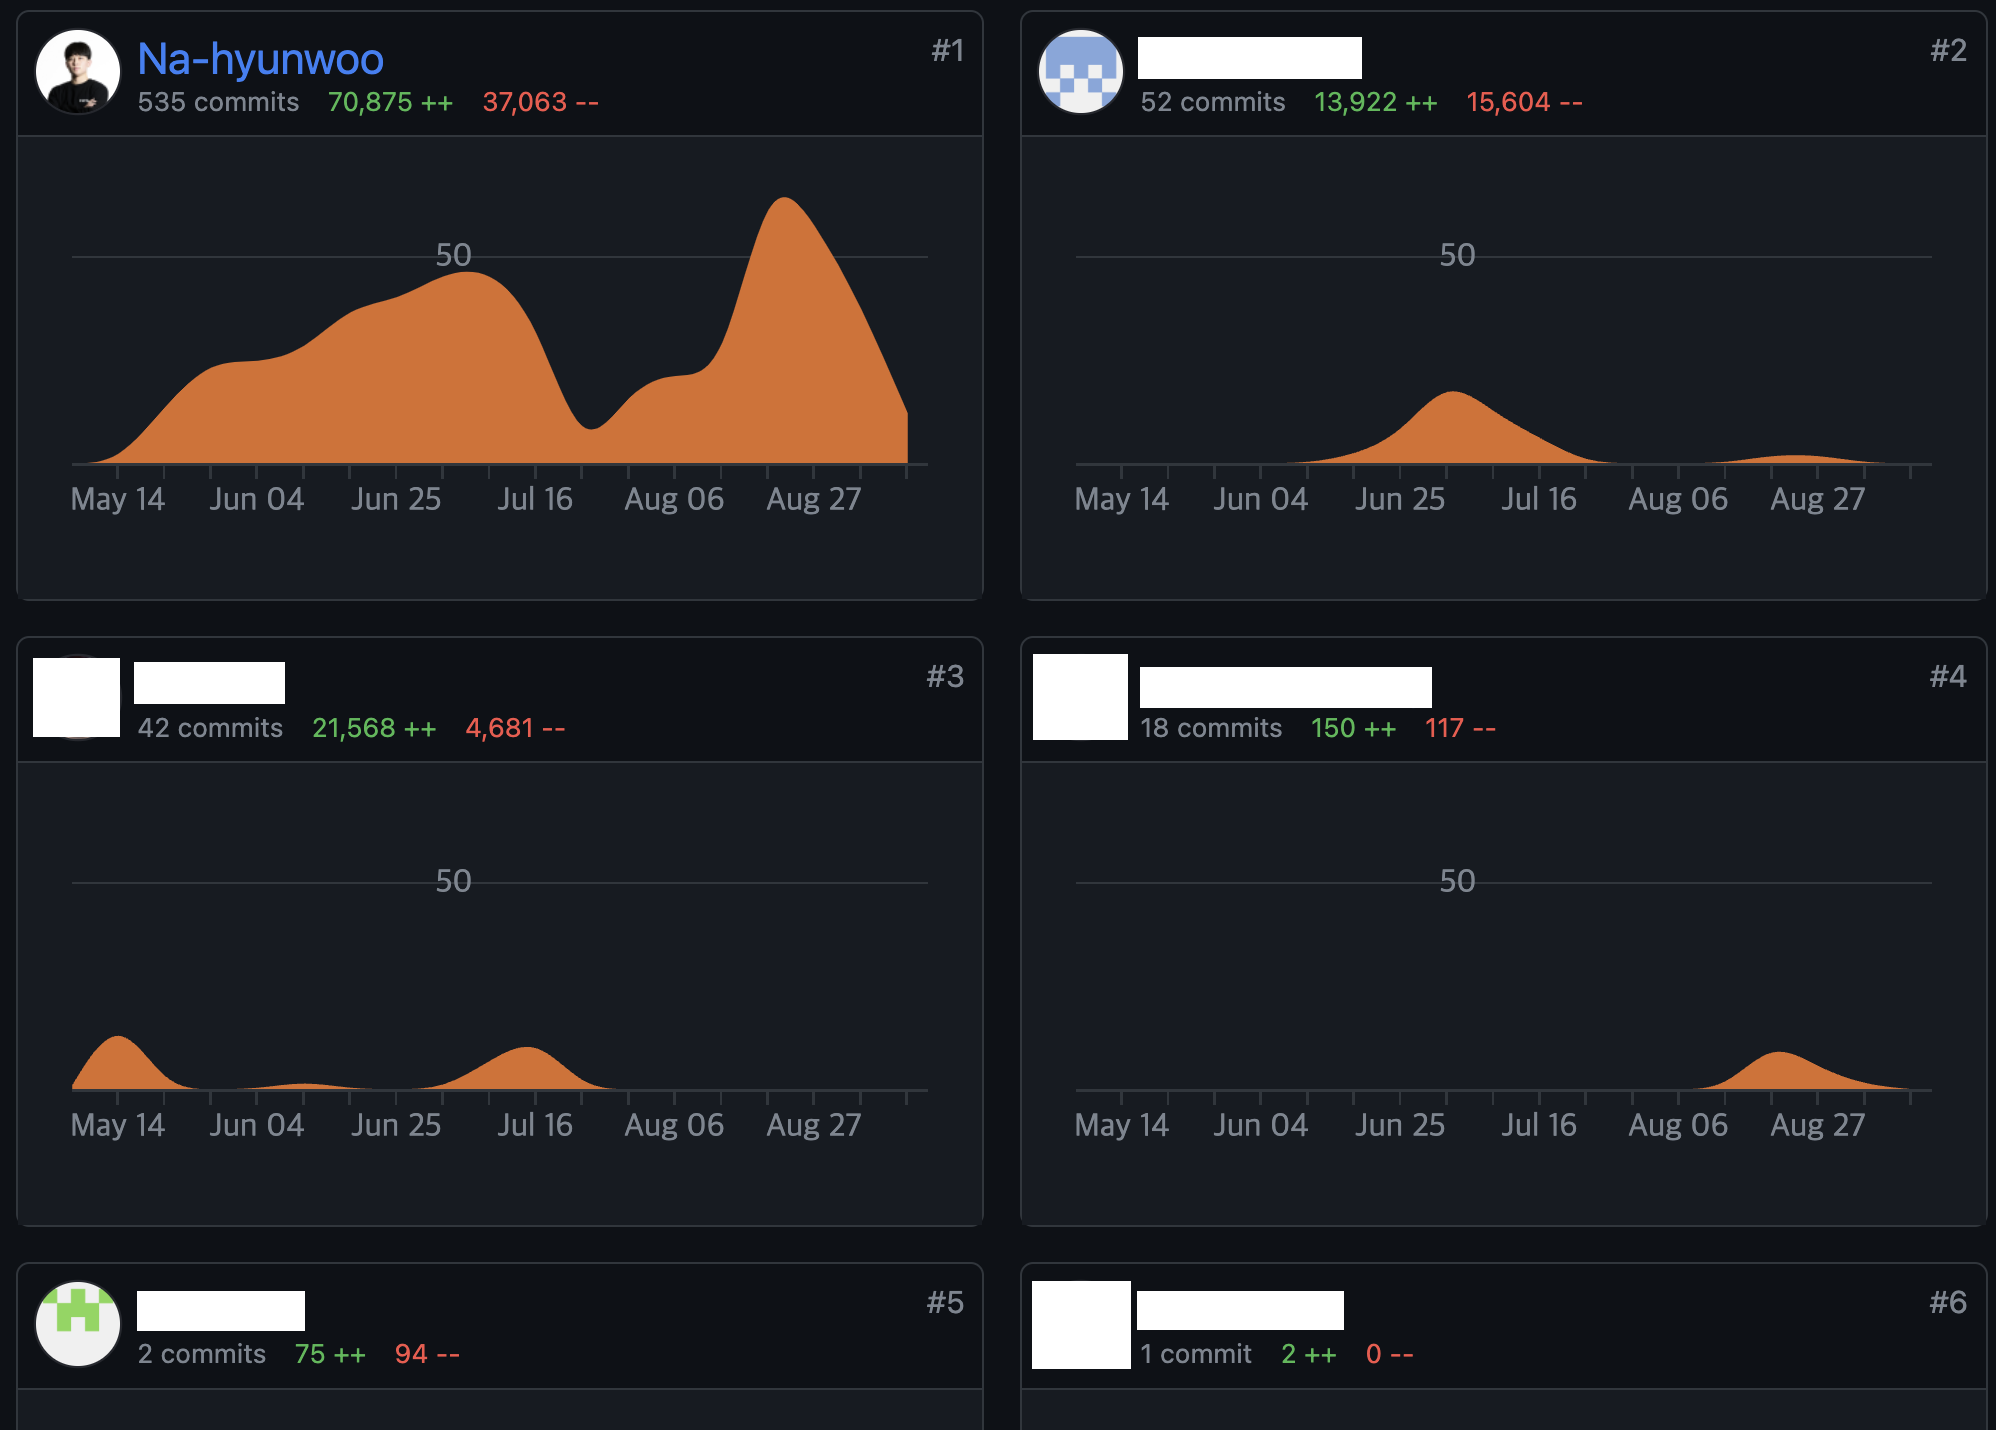 Na-hyunwoo
#1
535 commits 70,875 ++ 37,063 --
50
May 14 Jun 04 Jun 25 Jul 16 Aug 06 Aug 27
#2
52 commits 13,922 ++ 15,604 --
50
May 14 Jun 04 Jun 25 Jul 16 Aug 06 Aug 27
#3
42 commits 21,568 ++ 4,681 --
50
May 14 Jun 04 Jun 25 Jul 16 Aug 06 Aug 27
#4
18 commits 150 ++ 117 --
50
May 14 Jun 04 Jun 25 Jul 16 Aug 06 Aug 27
#5
2 commits 75 ++ 94 --
#6
1 commit 2 ++ 0 --